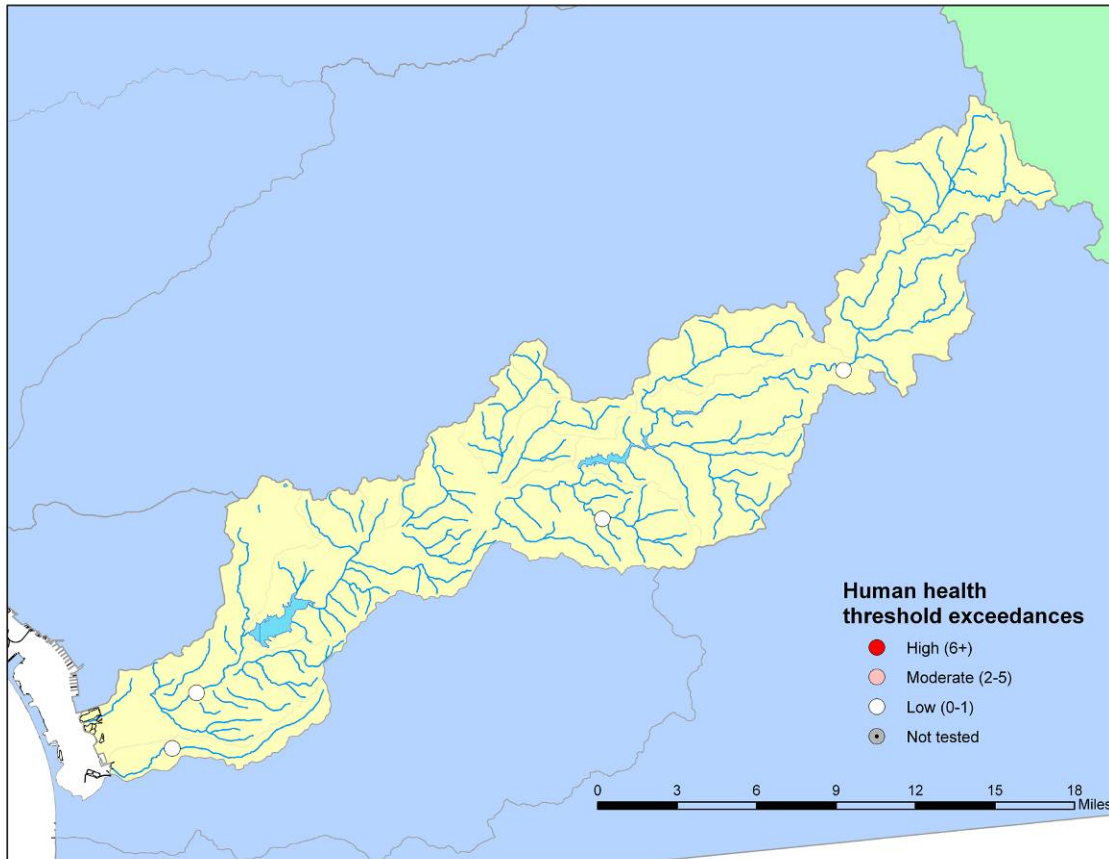 Human health
threshold exceedances
High (6+)
Moderate (2-5)
Low (0-1)
Not tested
0 3 6 9 12 15 18
Miles